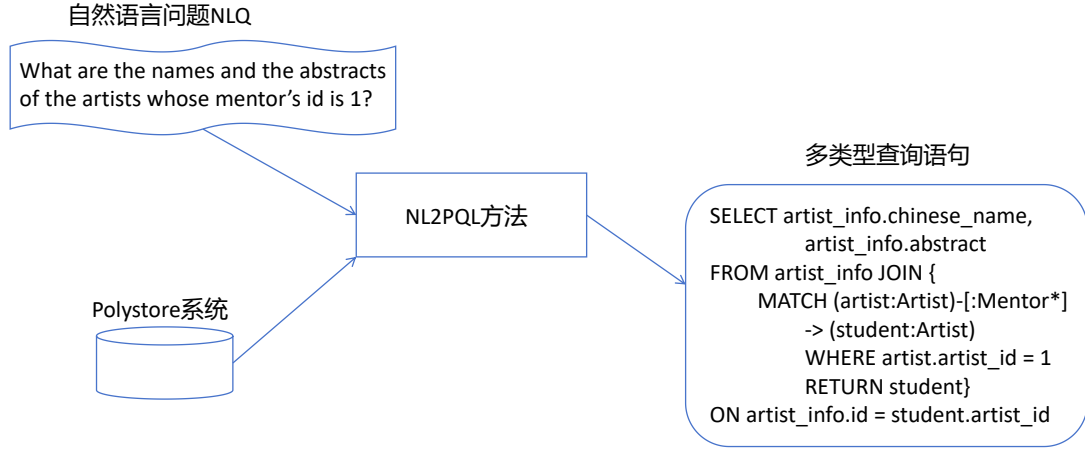 自然语言问题NLQ
What are the names and the abstracts
of the artists whose mentor’s id is 1?
NL2PQL方法
Polystore系统
多类型查询语句
SELECT artist_info.chinese_name,
artist_info.abstract
FROM artist_info JOIN {
MATCH (artist:Artist)-[:Mentor*]
-> (student:Artist)
WHERE artist.artist_id = 1
RETURN student}
ON artist_info.id = student.artist_id